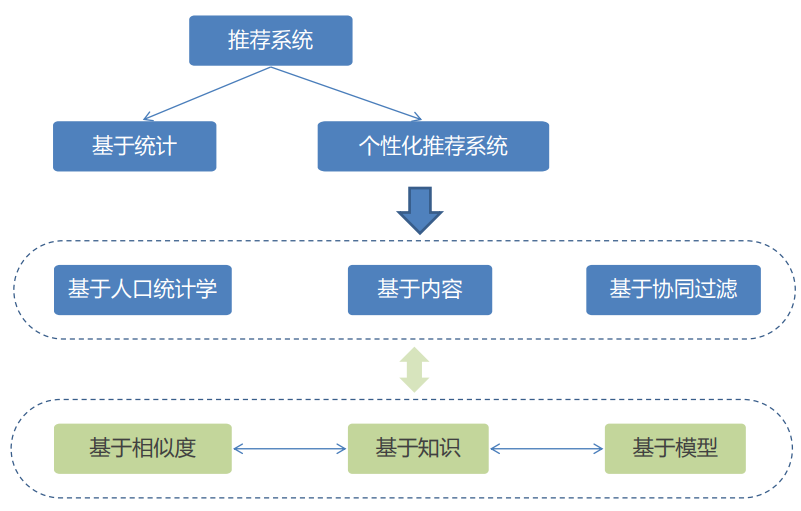 推荐系统
基于统计
个性化推荐系统
基于人口统计学
基于内容
基于协同过滤
基于相似度
基于知识
基于模型